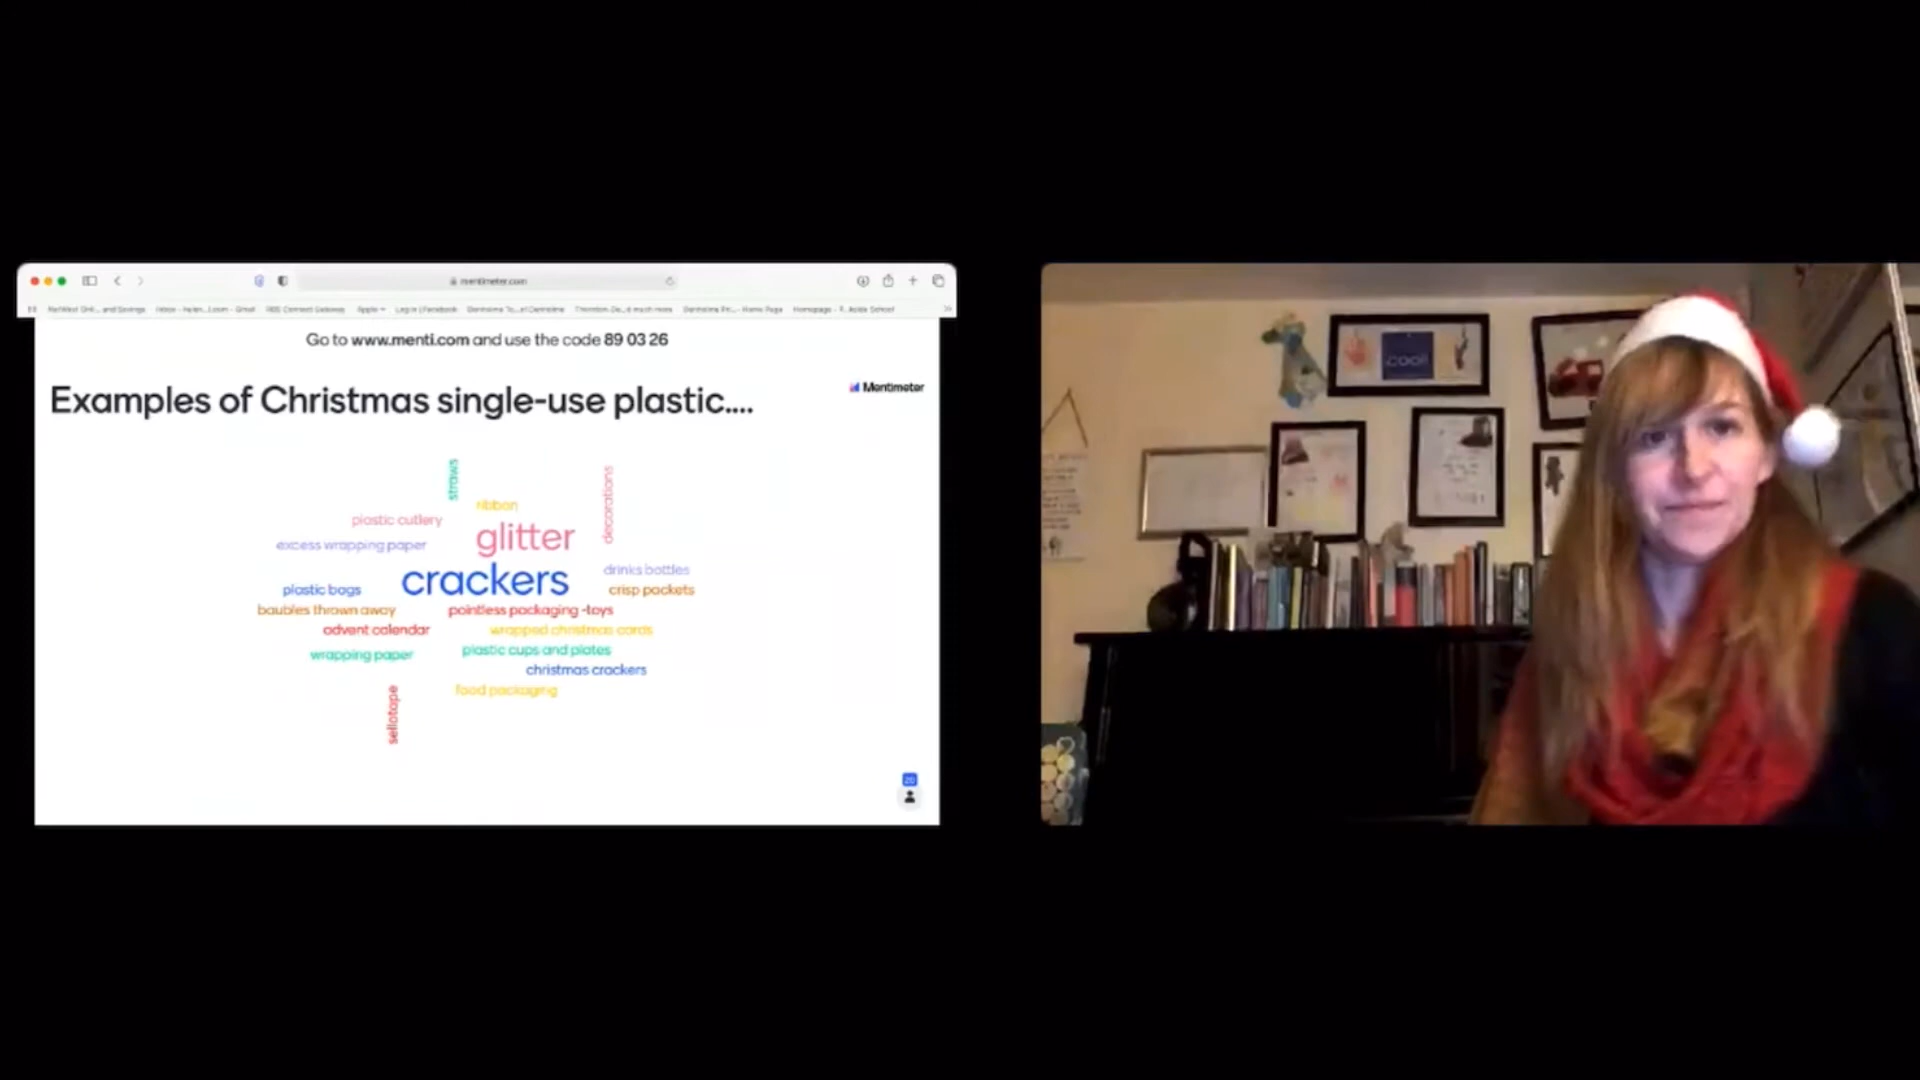 mentimeter.com
Go to www.menti.com and use the code 89 03 26
Examples of Christmas single-use plastic....
Mentimeter
straws
decorations
ribbon
plastic cutlery
glitter
excess wrapping paper
drinks bottles
crackers
plastic bags
crisp packets
baubles thrown away
pointless packaging -toys
advent calendar
wrapped christmas cards
wrapping paper
plastic cups and plates
christmas crackers
food packaging
sellotape
20
cool